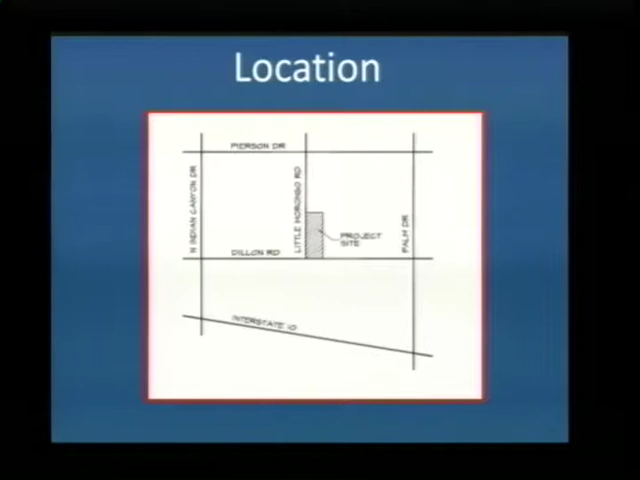 Location
PIERSON DR
N INDIAN CANYON DR
LITTLE MORONGO RD
PALM DR
PROJECT
SITE
DILLON RD
INTERSTATE 10